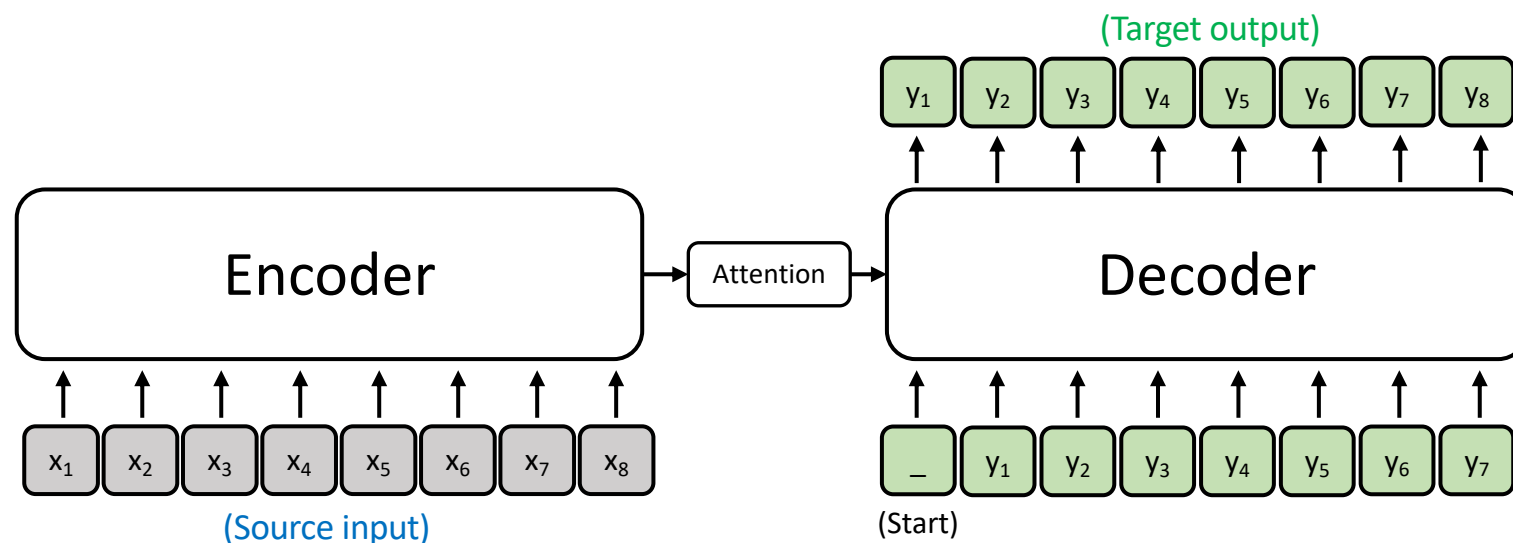 (Target output)
y₁ y₂ y₃ y₄ y₅ y₆ y₇ y₈
Encoder
Attention
Decoder
x₁ x₂ x₃ x₄ x₅ x₆ x₇ x₈
_ y₁ y₂ y₃ y₄ y₅ y₆ y₇
(Source input)
(Start)